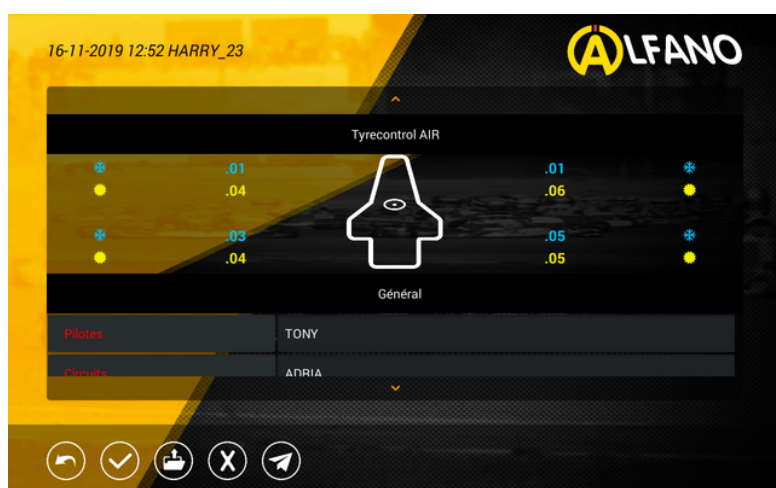 16-11-2019 12:52 HARRY_23
ALFANO
Tyrecontrol AIR
.01 .01
.04 .06
.03 .05
.04 .05
Général
Pilotes TONY
Circuits ADRIA
X